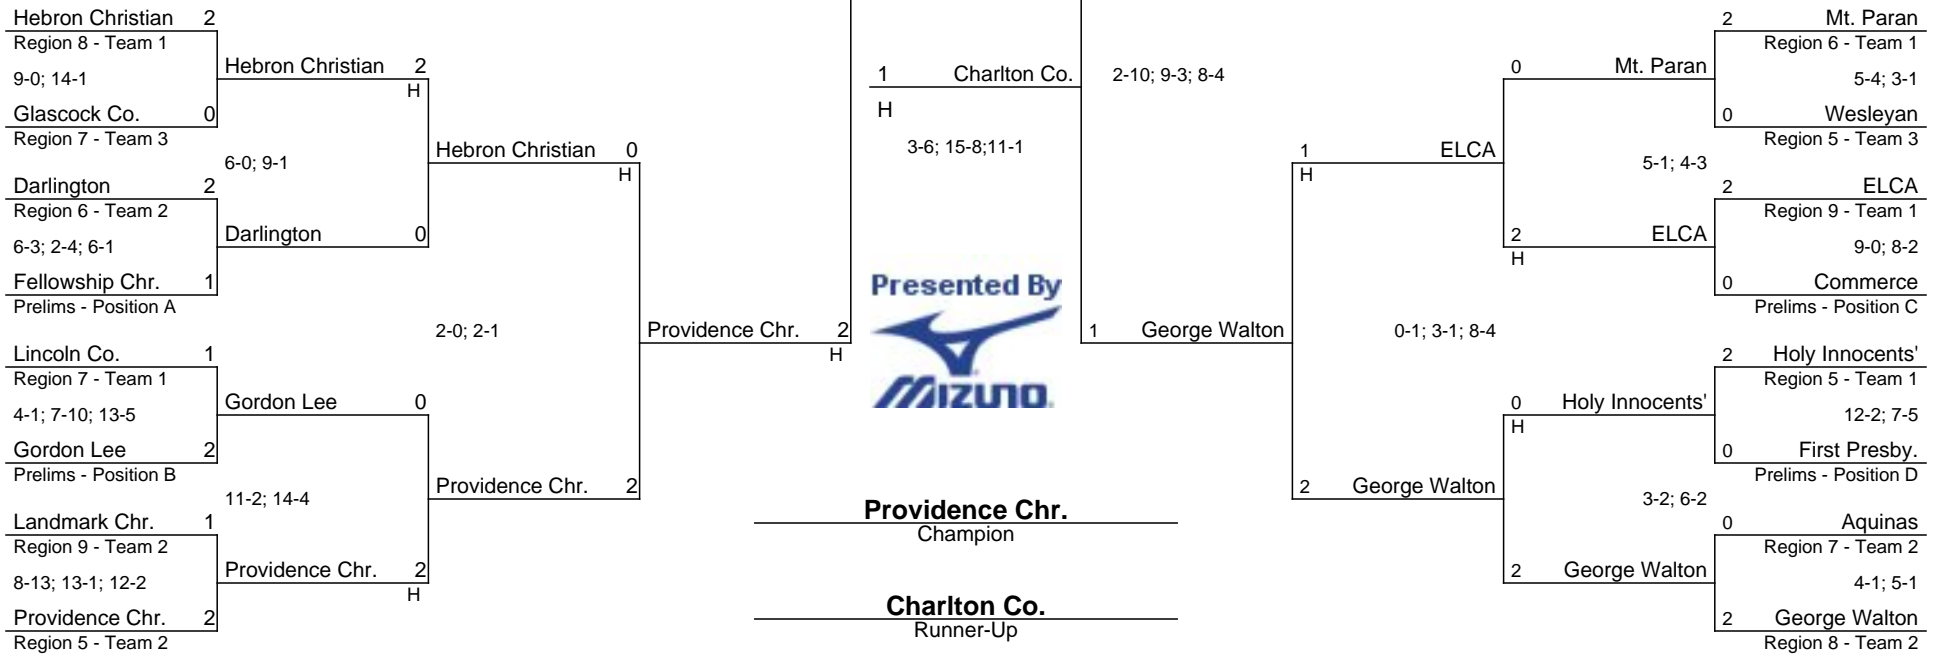 Hebron Christian 2
Region 8 - Team 1
9-0; 14-1
Glascock Co. 0
Region 7 - Team 3
Darlington 2
Region 6 - Team 2
6-3; 2-4; 6-1
Fellowship Chr. 1
Prelims - Position A
Lincoln Co. 1
Region 7 - Team 1
4-1; 7-10; 13-5
Gordon Lee 2
Prelims - Position B
Landmark Chr. 1
Region 9 - Team 2
8-13; 13-1; 12-2
Providence Chr. 2
Region 5 - Team 2
Hebron Christian 2
H
6-0; 9-1
Darlington 0
Gordon Lee 0
11-2; 14-4
Providence Chr. 2
H
Hebron Christian 0
H
2-0; 2-1
Providence Chr. 2
Providence Chr. 2
H
1 Charlton Co.
H
3-6; 15-8;11-1
Presented By
MIZUNO
Providence Chr.
Champion
Charlton Co.
Runner-Up
2-10; 9-3; 8-4
1 George Walton
1 ELCA
H
0-1; 3-1; 8-4
2 George Walton
0 Mt. Paran
5-1; 4-3
2 ELCA
H
0 Holy Innocents'
H
3-2; 6-2
2 George Walton
2 Mt. Paran
Region 6 - Team 1
5-4; 3-1
0 Wesleyan
Region 5 - Team 3
2 ELCA
Region 9 - Team 1
9-0; 8-2
0 Commerce
Prelims - Position C
2 Holy Innocents'
Region 5 - Team 1
12-2; 7-5
0 First Presby.
Prelims - Position D
0 Aquinas
Region 7 - Team 2
4-1; 5-1
2 George Walton
Region 8 - Team 2